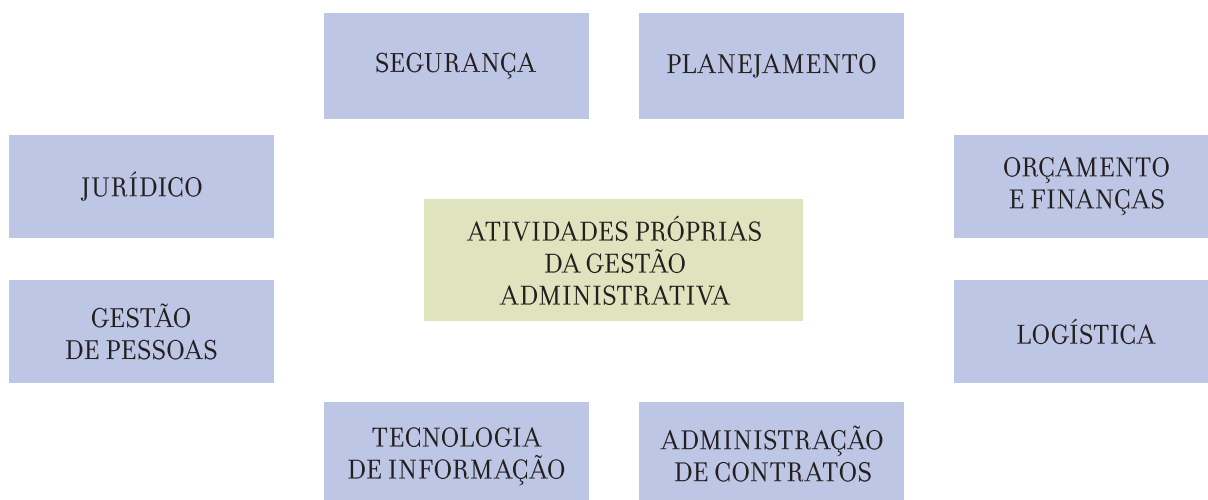 SEGURANÇA
PLANEJAMENTO
JURÍDICO
ORÇAMENTO
E FINANÇAS
ATIVIDADES PRÓPRIAS
DA GESTÃO
ADMINISTRATIVA
GESTÃO
DE PESSOAS
LOGÍSTICA
TECNOLOGIA
DE INFORMAÇÃO
ADMINISTRAÇÃO
DE CONTRATOS